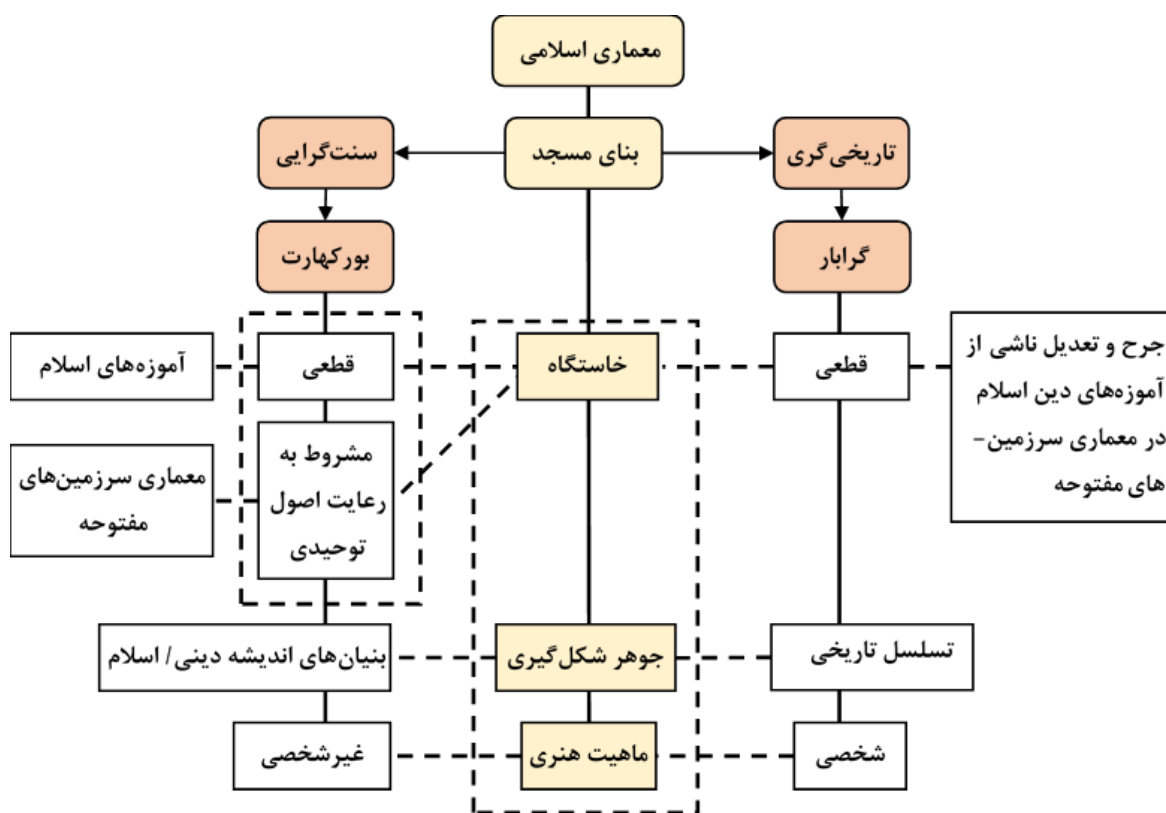 معماری اسلامی
تاریخی‌گری
بنای مسجد
سنت‌گرایی
گرابار
بورکهارت
جرح و تعدیل ناشی از
آموزه‌های دین اسلام
در معماری سرزمین-
های مفتوحه
قطعی
خاستگاه
قطعی
آموزه‌های اسلام
مشروط به
رعایت اصول
توحیدی
معماری سرزمین‌های
مفتوحه
تسلسل تاریخی
جوهر شکل‌گیری
بنیان‌های اندیشه دینی/ اسلام
شخصی
ماهیت هنری
غیرشخصی